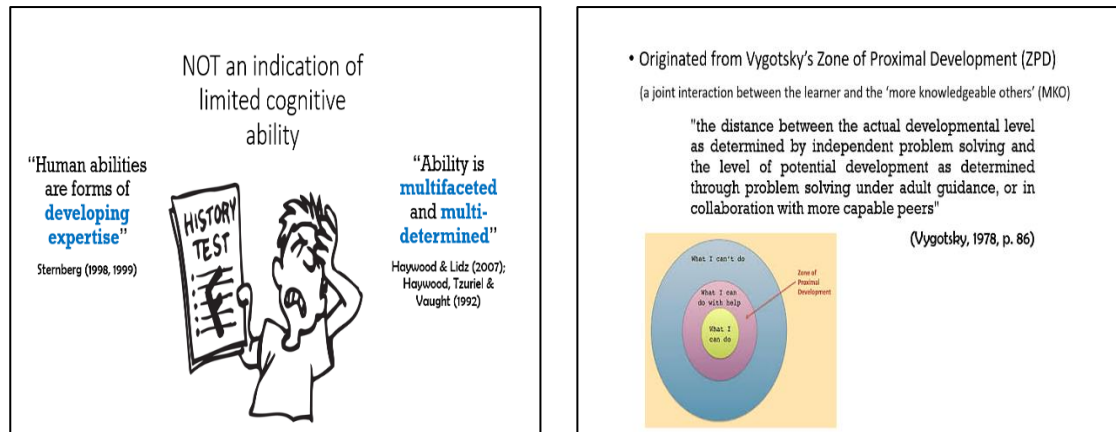 NOT an indication of
limited cognitive
ability
“Human abilities
are forms of
developing
expertise”
Sternberg (1998, 1999)
HISTORY
TEST
“Ability is
multifaceted
and multi-
determined”
Haywood & Lidz (2007);
Haywood, Tzuriel &
Vaught (1992)
• Originated from Vygotsky’s Zone of Proximal Development (ZPD)
(a joint interaction between the learner and the ‘more knowledgeable others’ (MKO)
"the distance between the actual developmental level
as determined by independent problem solving and
the level of potential development as determined
through problem solving under adult guidance, or in
collaboration with more capable peers"
(Vygotsky, 1978, p. 86)
What I can't do
What I can
do with help
What I
can do
Zone of
Proximal
Development